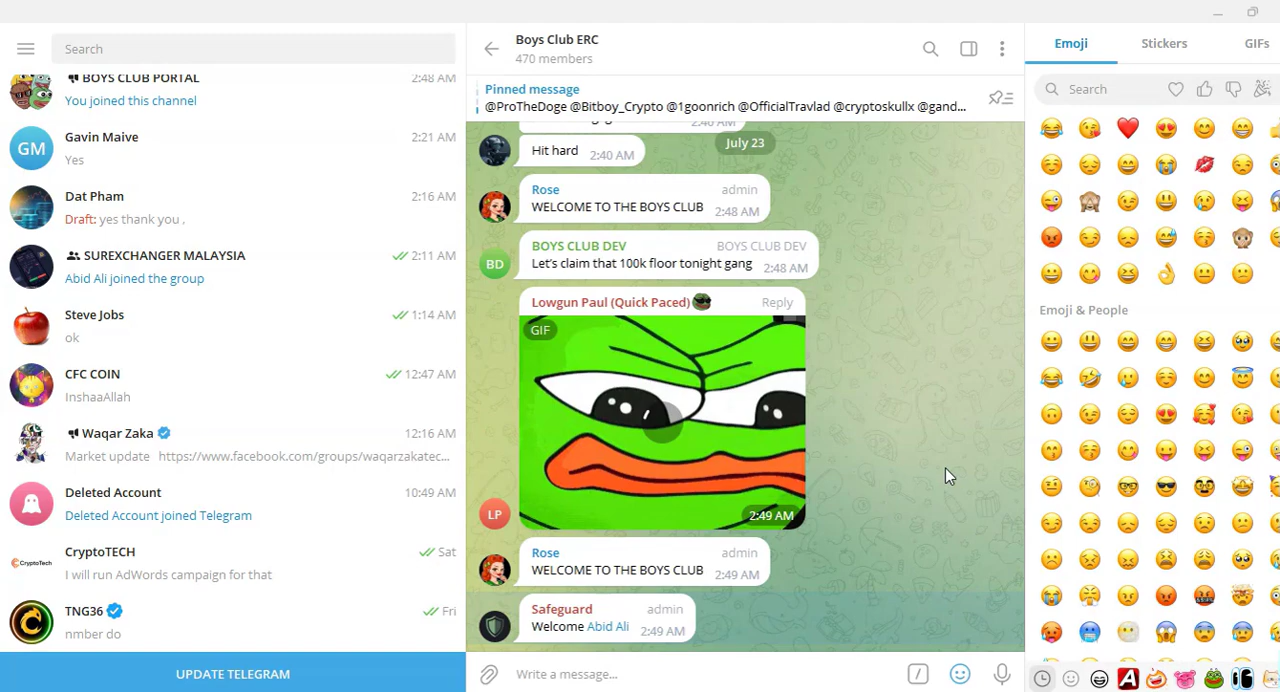 Search
BOYS CLUB PORTAL 2:48 AM
You joined this channel
GM
Gavin Maive 2:21 AM
Yes
Dat Pham 2:16 AM
Draft: yes thank you ,
SUREXCHANGER MALAYSIA 2:11 AM
Abid Ali joined the group
Steve Jobs 1:14 AM
ok
CFC COIN 12:47 AM
InshaaAllah
Waqar Zaka 12:16 AM
Market update https://www.facebook.com/groups/waqarzakatec...
Deleted Account 10:49 AM
Deleted Account joined Telegram
CryptoTech
CryptoTECH Sat
I will run AdWords campaign for that
TNG36 Fri
nmber do
UPDATE TELEGRAM
Boys Club ERC
470 members
Pinned message
@ProTheDoge @Bitboy_Crypto @1goonrich @OfficialTravlad @cryptoskullx @gand...
2:40 AM
July 23
Hit hard 2:40 AM
Rose admin
WELCOME TO THE BOYS CLUB 2:48 AM
BD
BOYS CLUB DEV BOYS CLUB DEV
Let's claim that 100k floor tonight gang 2:48 AM
Lowgun Paul (Quick Paced) Reply
GIF
LP
2:49 AM
Rose admin
WELCOME TO THE BOYS CLUB 2:49 AM
Safeguard admin
Welcome Abid Ali 2:49 AM
Write a message...
Emoji Stickers GIFs
Search
Emoji & People